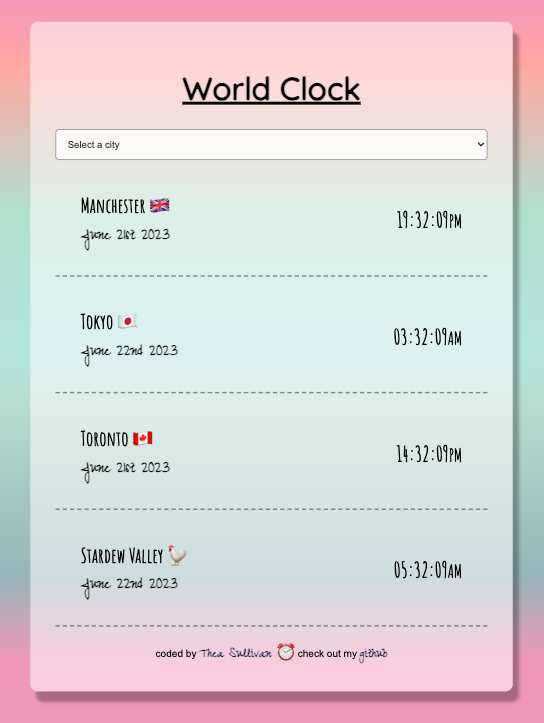 World Clock
Select a city
Manchester 🇬🇧
19:32:09PM
June 21st 2023
Tokyo 🇯🇵
03:32:09AM
June 22nd 2023
Toronto 🇨🇦
14:32:09PM
June 21st 2023
Stardew Valley 🐓
05:32:09AM
June 22nd 2023
coded by Thea Sullivan ⏰ check out my github